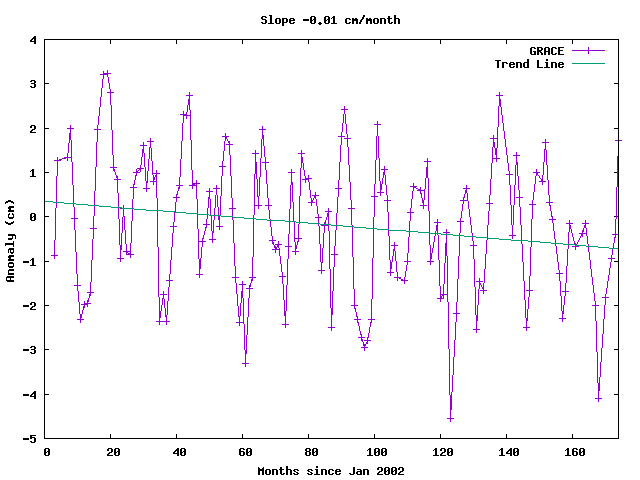 Slope -0.01 cm/month
GRACE
Trend Line
4
3
2
1
0
-1
-2
-3
-4
-5
Anomaly (cm)
0 20 40 60 80 100 120 140 160
Months since Jan 2002